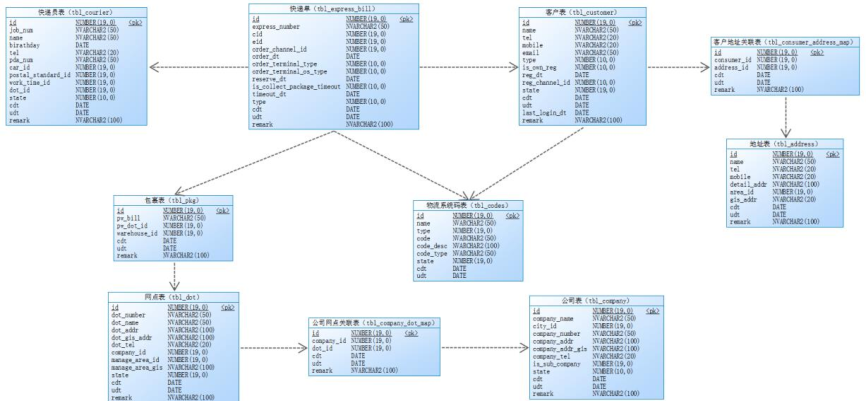 快递员表 (tbl_courier)
id NUMBER(19,0) <pk>
job_num NVARCHAR2(50)
name NVARCHAR2(50)
birathday DATE
tel NVARCHAR2(20)
pda_num NVARCHAR2(50)
car_id NUMBER(19,0)
postal_standard_id NUMBER(19,0)
work_time_id NUMBER(19,0)
dot_id NUMBER(19,0)
state NUMBER(10,0)
cdt DATE
udt DATE
remark NVARCHAR2(100)
快递单 (tbl_express_bill)
id NUMBER(19,0) <pk>
express_number NVARCHAR2(50)
cid NUMBER(19,0)
eid NUMBER(19,0)
order_channel_id NUMBER(19,0)
order_dt DATE
order_terminal_type NUMBER(10,0)
order_terminal_os_type NUMBER(10,0)
reserve_dt DATE
is_collect_package_timeout NUMBER(10,0)
timeout_dt DATE
type NUMBER(10,0)
cdt DATE
udt DATE
remark NVARCHAR2(100)
客户表 (tbl_customer)
id NUMBER(19,0) <pk>
name NVARCHAR2(50)
tel NVARCHAR2(20)
mobile NVARCHAR2(20)
email NVARCHAR2(50)
type NUMBER(10,0)
is_own_reg NUMBER(10,0)
reg_dt DATE
reg_channel_id NUMBER(10,0)
state NUMBER(19,0)
cdt DATE
udt DATE
last_login_dt DATE
remark NVARCHAR2(100)
客户地址关联表 (tbl_consumer_address_map)
id NUMBER(19,0) <pk>
consumer_id NUMBER(19,0)
address_id NUMBER(19,0)
cdt DATE
udt DATE
remark NVARCHAR2(100)
地址表 (tbl_address)
id NUMBER(19,0) <pk>
name NVARCHAR2(50)
tel NVARCHAR2(20)
mobile NVARCHAR2(20)
detail_addr NVARCHAR2(100)
area_id NUMBER(19,0)
gis_addr NVARCHAR2(20)
cdt DATE
udt DATE
remark NVARCHAR2(100)
包裹表 (tbl_pkg)
id NUMBER(19,0) <pk>
pw_bill NVARCHAR2(50)
pw_dot_id NUMBER(19,0)
warehouse_id NUMBER(19,0)
cdt DATE
udt DATE
remark NVARCHAR2(100)
物流系统码表 (tbl_codes)
id NUMBER(19,0) <pk>
name NVARCHAR2(50)
type NUMBER(19,0)
code NVARCHAR2(50)
code_desc NVARCHAR2(100)
code_type NVARCHAR2(50)
state NUMBER(19,0)
cdt DATE
udt DATE
网点表 (tbl_dot)
id NUMBER(19,0) <pk>
dot_number NVARCHAR2(50)
dot_name NVARCHAR2(50)
dot_addr NVARCHAR2(100)
dot_gis_addr NVARCHAR2(100)
dot_tel NVARCHAR2(20)
company_id NUMBER(19,0)
manage_area_id NUMBER(19,0)
manage_area_gis NVARCHAR2(100)
state NUMBER(19,0)
cdt DATE
udt DATE
remark NVARCHAR2(100)
公司网点关联表 (tbl_company_dot_map)
id NUMBER(19,0) <pk>
company_id NUMBER(19,0)
dot_id NUMBER(19,0)
cdt DATE
udt DATE
remark NVARCHAR2(100)
公司表 (tbl_company)
id NUMBER(19,0) <pk>
company_name NVARCHAR2(50)
city_id NUMBER(19,0)
company_number NVARCHAR2(50)
company_addr NVARCHAR2(100)
company_addr_gis NVARCHAR2(100)
company_tel NVARCHAR2(20)
is_sub_company NUMBER(19,0)
state NUMBER(10,0)
cdt DATE
udt DATE
remark NVARCHAR2(100)